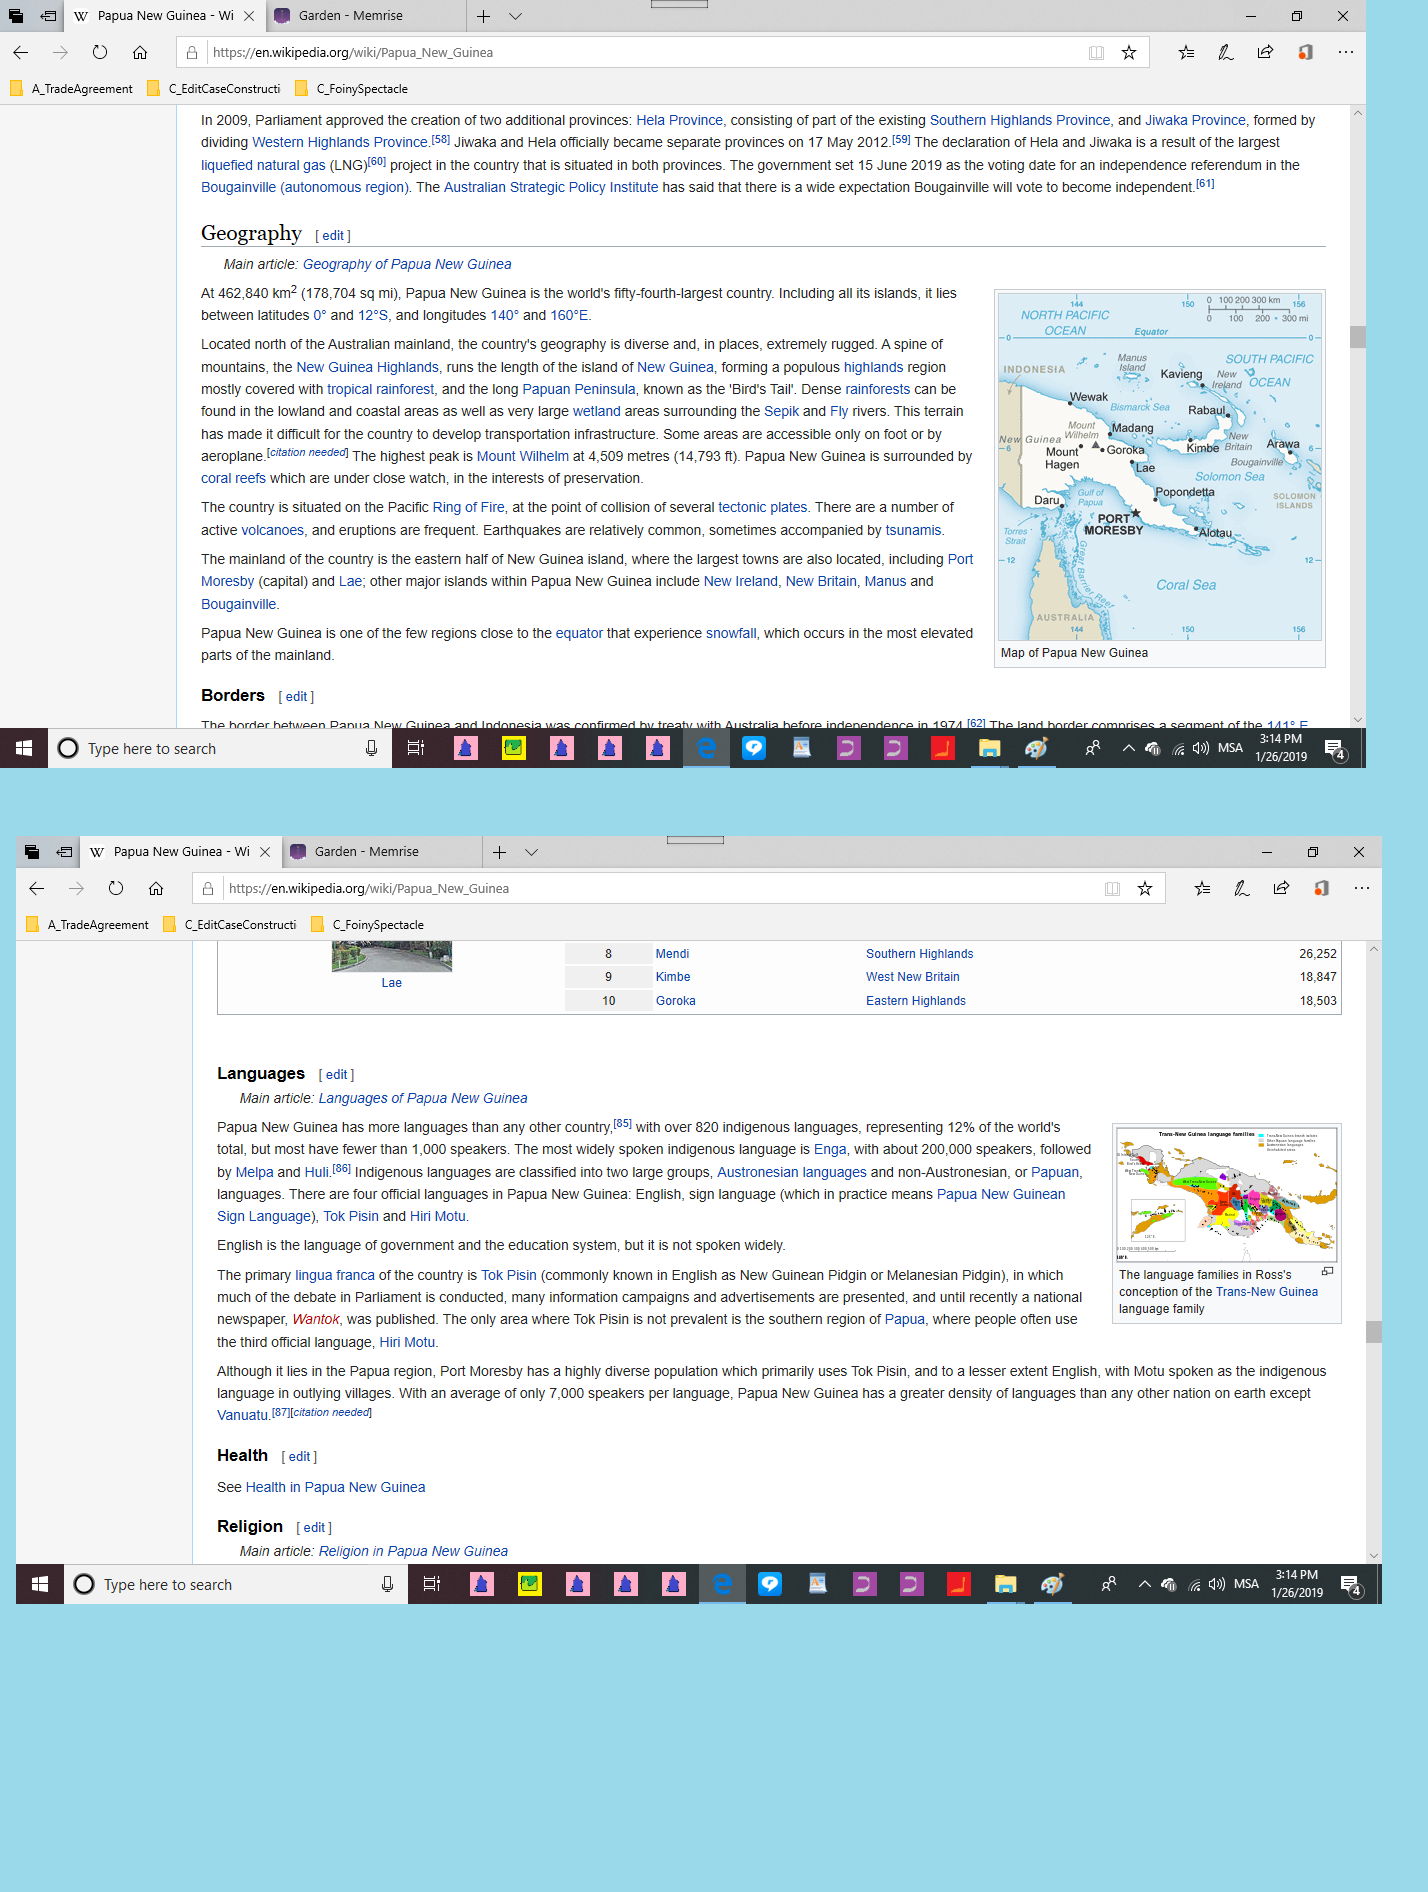 Papua New Guinea - Wi
Garden - Memrise
https://en.wikipedia.org/wiki/Papua_New_Guinea
A_TradeAgreement
C_EditCaseConstructi
C_FoinySpectacle
In 2009, Parliament approved the creation of two additional provinces: Hela Province, consisting of part of the existing Southern Highlands Province, and Jiwaka Province, formed by
dividing Western Highlands Province.[58] Jiwaka and Hela officially became separate provinces on 17 May 2012.[59] The declaration of Hela and Jiwaka is a result of the largest
liquefied natural gas (LNG)[60] project in the country that is situated in both provinces. The government set 15 June 2019 as the voting date for an independence referendum in the
Bougainville (autonomous region). The Australian Strategic Policy Institute has said that there is a wide expectation Bougainville will vote to become independent.[61]
Geography [ edit ]
Main article: Geography of Papua New Guinea
At 462,840 km2 (178,704 sq mi), Papua New Guinea is the world's fifty-fourth-largest country. Including all its islands, it lies
between latitudes 0° and 12°S, and longitudes 140° and 160°E.
Located north of the Australian mainland, the country's geography is diverse and, in places, extremely rugged. A spine of
mountains, the New Guinea Highlands, runs the length of the island of New Guinea, forming a populous highlands region
mostly covered with tropical rainforest, and the long Papuan Peninsula, known as the 'Bird's Tail'. Dense rainforests can be
found in the lowland and coastal areas as well as very large wetland areas surrounding the Sepik and Fly rivers. This terrain
has made it difficult for the country to develop transportation infrastructure. Some areas are accessible only on foot or by
aeroplane.[citation needed] The highest peak is Mount Wilhelm at 4,509 metres (14,793 ft). Papua New Guinea is surrounded by
coral reefs which are under close watch, in the interests of preservation.
The country is situated on the Pacific Ring of Fire, at the point of collision of several tectonic plates. There are a number of
active volcanoes, and eruptions are frequent. Earthquakes are relatively common, sometimes accompanied by tsunamis.
The mainland of the country is the eastern half of New Guinea island, where the largest towns are also located, including Port
Moresby (capital) and Lae; other major islands within Papua New Guinea include New Ireland, New Britain, Manus and
Bougainville.
Papua New Guinea is one of the few regions close to the equator that experience snowfall, which occurs in the most elevated
parts of the mainland.
144 150 156
0 100 200 300 km
0 100 200 300 mi
NORTH PACIFIC
OCEAN
Equator
0 0
Manus
Island
SOUTH PACIFIC
OCEAN
INDONESIA
Kavieng
New
Ireland
Wewak
Bismarck Sea
Rabaul
Mount
Wilhelm
Madang
New Guinea
New
Britain
Arawa
6 6
Mount
Hagen
Goroka
Kimbe
Bougainville
Lae
Solomon Sea
Daru
Gulf of
Papua
Popondetta
SOLOMON
ISLANDS
PORT
MORESBY
Torres
Strait
Alotau
12 12
Great Barrier Reef
Coral Sea
AUSTRALIA
144 150 156
Map of Papua New Guinea
Borders [ edit ]
The border between Papua New Guinea and Indonesia was confirmed by treaty with Australia before independence in 1974.[62] The land border comprises a segment of the 141° E
Type here to search
MSA
3:14 PM
1/26/2019
4
Papua New Guinea - Wi
Garden - Memrise
https://en.wikipedia.org/wiki/Papua_New_Guinea
A_TradeAgreement
C_EditCaseConstructi
C_FoinySpectacle
Lae
8 Mendi Southern Highlands 26,252
9 Kimbe West New Britain 18,847
10 Goroka Eastern Highlands 18,503
Languages [ edit ]
Main article: Languages of Papua New Guinea
Papua New Guinea has more languages than any other country,[85] with over 820 indigenous languages, representing 12% of the world's
total, but most have fewer than 1,000 speakers. The most widely spoken indigenous language is Enga, with about 200,000 speakers, followed
by Melpa and Huli.[86] Indigenous languages are classified into two large groups, Austronesian languages and non-Austronesian, or Papuan,
languages. There are four official languages in Papua New Guinea: English, sign language (which in practice means Papua New Guinean
Sign Language), Tok Pisin and Hiri Motu.
English is the language of government and the education system, but it is not spoken widely.
The primary lingua franca of the country is Tok Pisin (commonly known in English as New Guinean Pidgin or Melanesian Pidgin), in which
much of the debate in Parliament is conducted, many information campaigns and advertisements are presented, and until recently a national
newspaper, Wantok, was published. The only area where Tok Pisin is not prevalent is the southern region of Papua, where people often use
the third official language, Hiri Motu.
Trans-New Guinea language families
The language families in Ross's
conception of the Trans-New Guinea
language family
Although it lies in the Papua region, Port Moresby has a highly diverse population which primarily uses Tok Pisin, and to a lesser extent English, with Motu spoken as the indigenous
language in outlying villages. With an average of only 7,000 speakers per language, Papua New Guinea has a greater density of languages than any other nation on earth except
Vanuatu.[87][citation needed]
Health [ edit ]
See Health in Papua New Guinea
Religion [ edit ]
Main article: Religion in Papua New Guinea
Type here to search
MSA
3:14 PM
1/26/2019
4